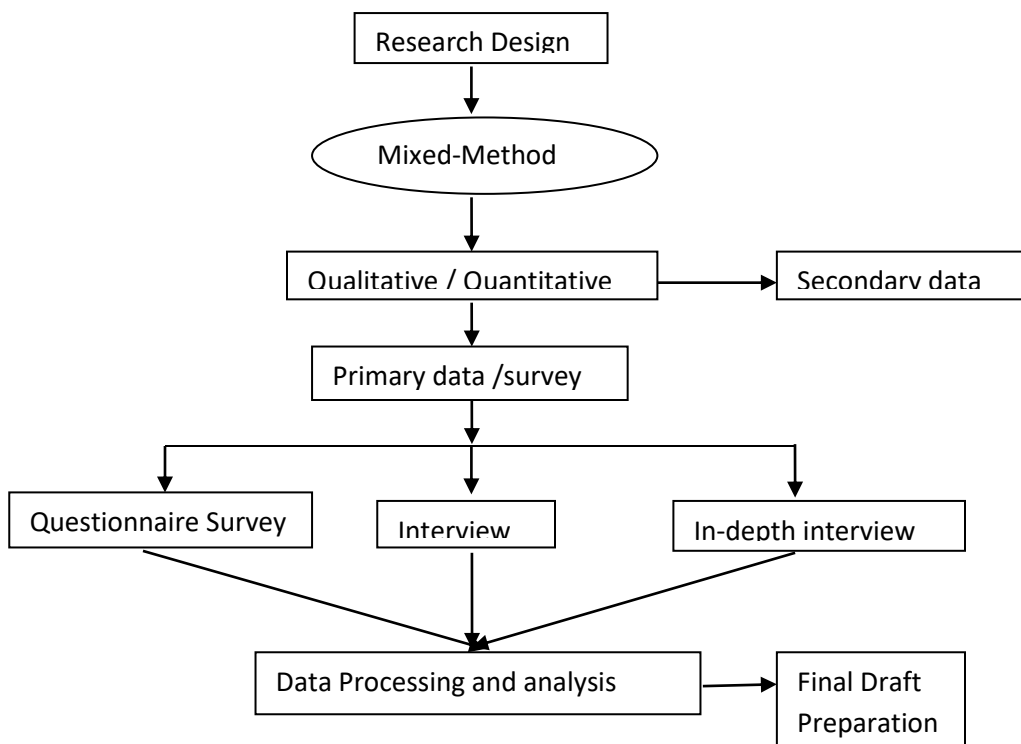 Research Design
Mixed-Method
Qualitative / Quantitative
Secondary data
Primary data /survey
Questionnaire Survey
Interview
In-depth interview
Data Processing and analysis
Final Draft
Preparation